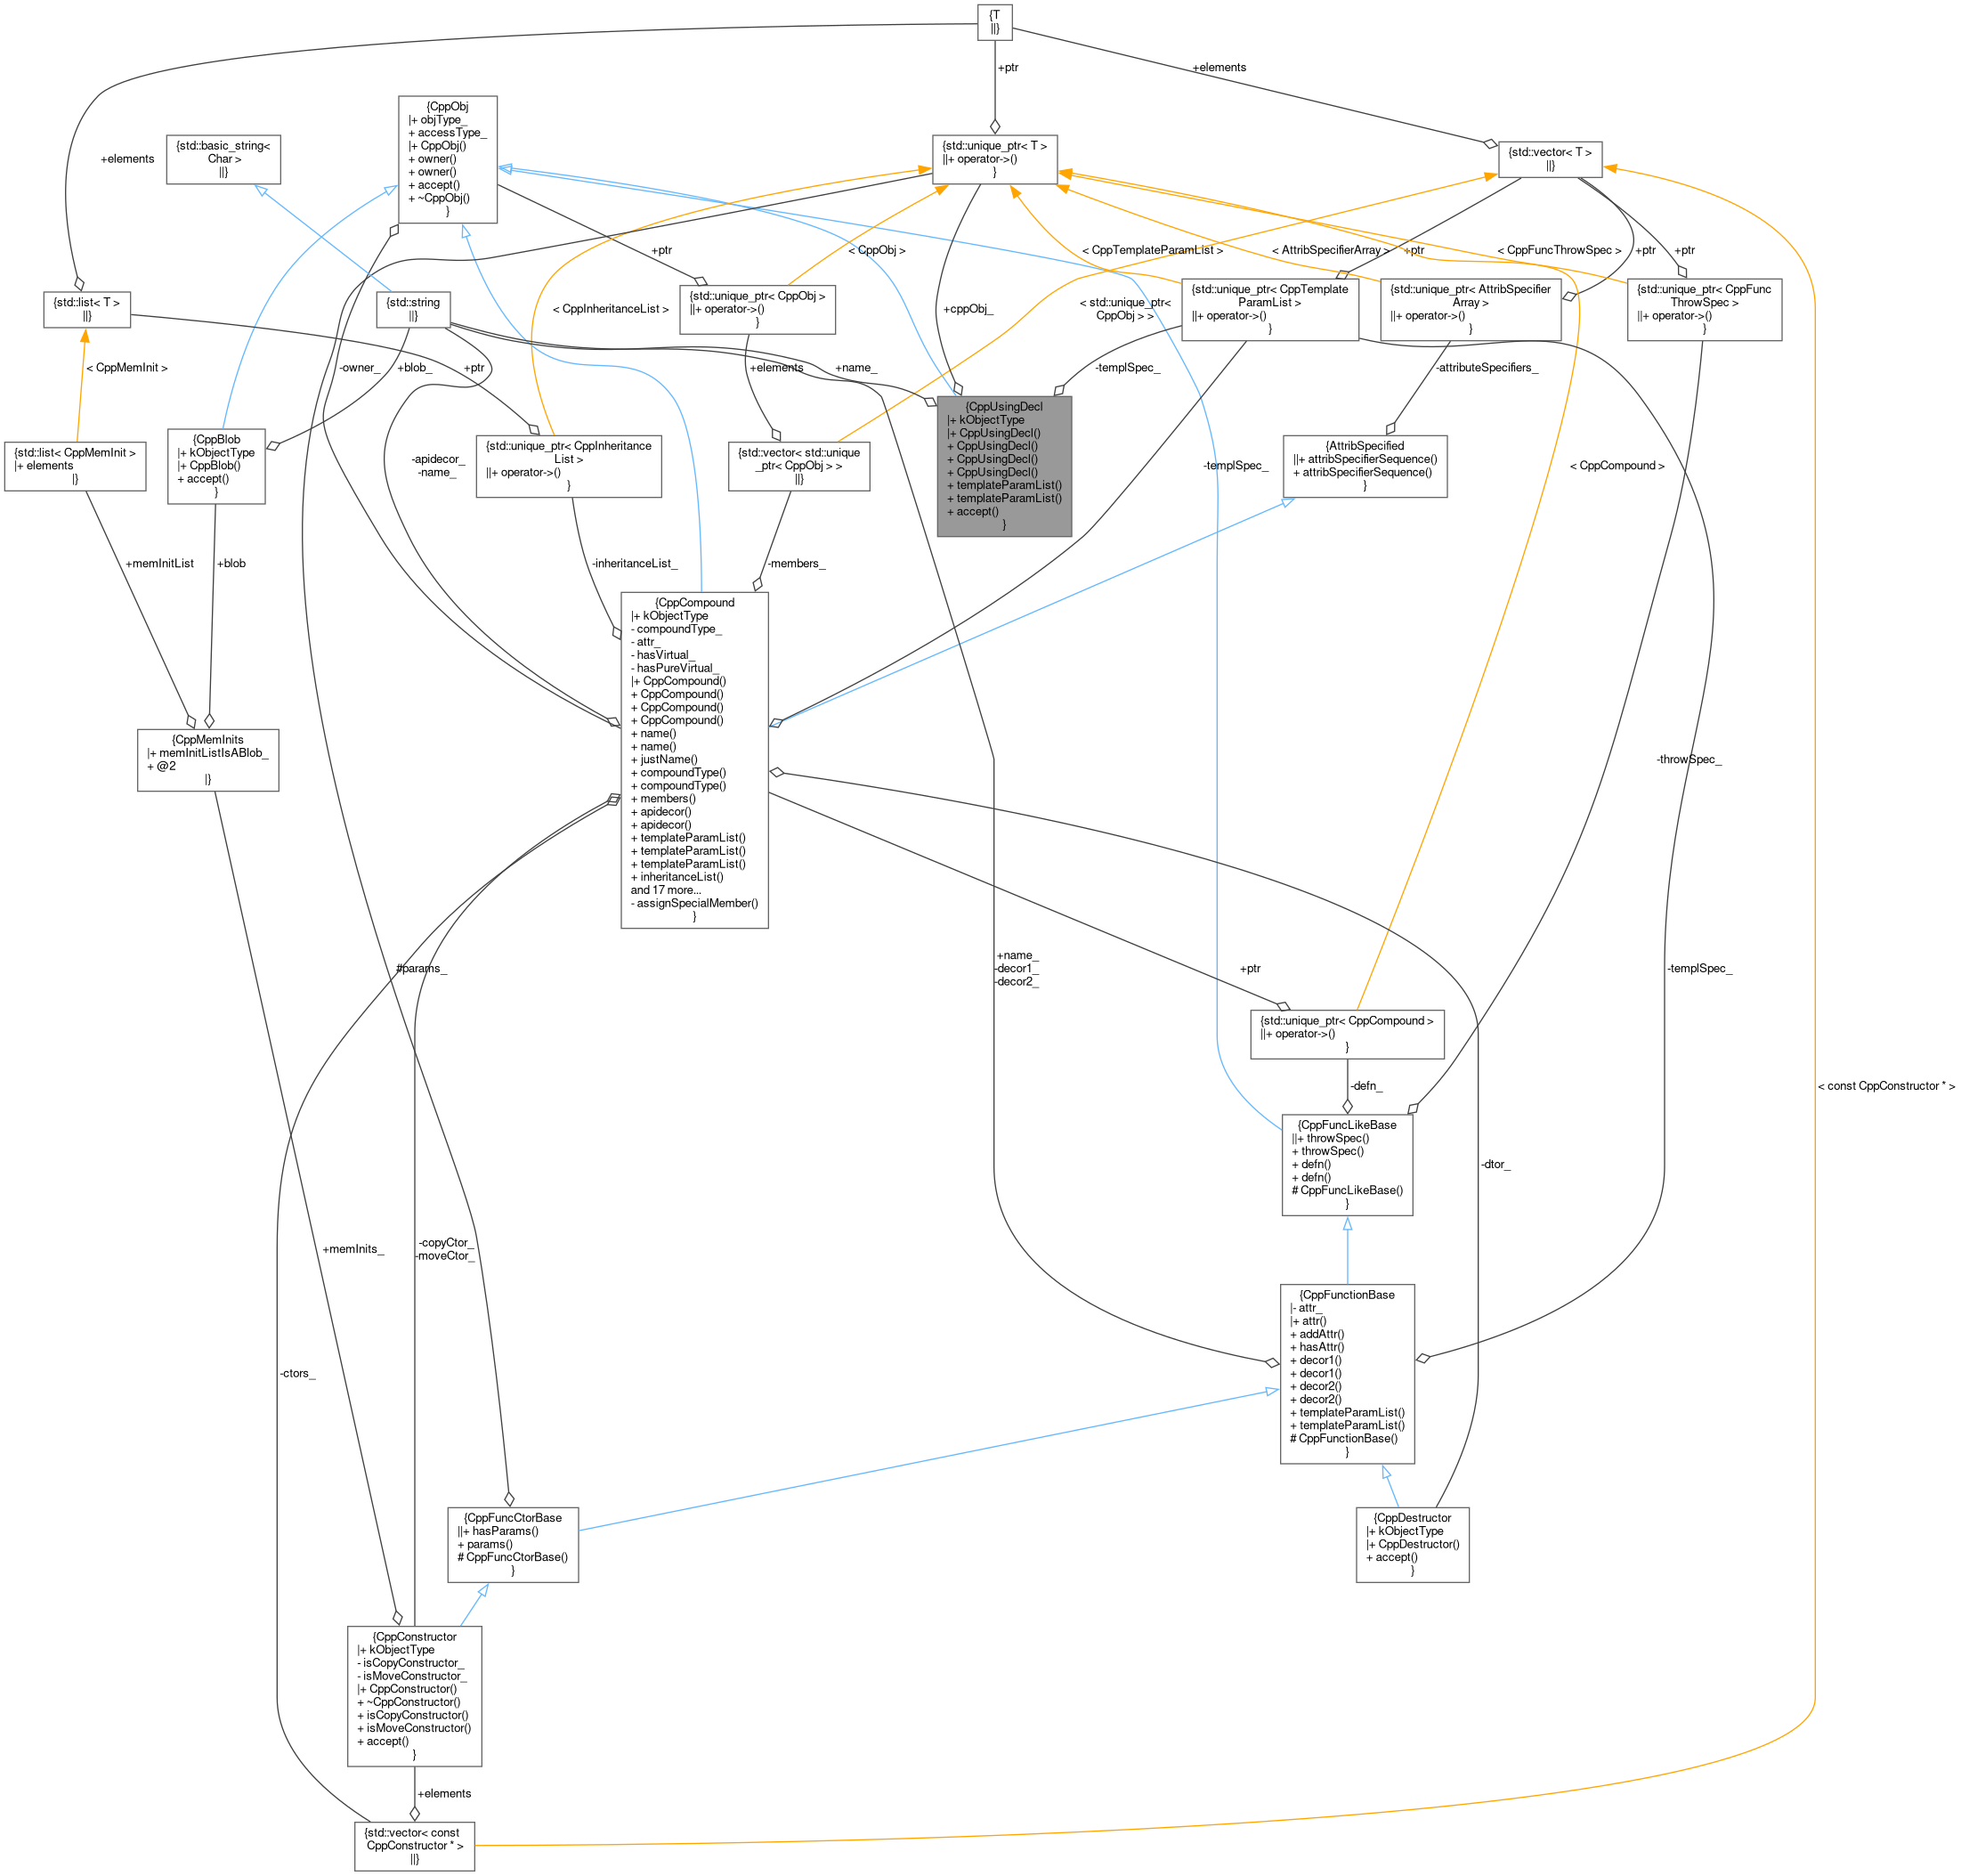 {T
||}
+ptr
+elements
+elements
{CppObj
|+ objType_
+ accessType_
|+ CppObj()
+ owner()
+ owner()
+ accept()
+ ~CppObj()
}
{std::basic_string<
Char >
||}
{std::unique_ptr< T >
||+ operator->()
}
{std::vector< T >
||}
+ptr
< CppObj >
< CppTemplateParamList >
< AttribSpecifierArray >
+ptr
< CppFuncThrowSpec >
+ptr
+ptr
{std::list< T >
||}
{std::string
||}
{std::unique_ptr< CppObj >
||+ operator->()
}
{std::unique_ptr< CppTemplate
ParamList >
||+ operator->()
}
{std::unique_ptr< AttribSpecifier
Array >
||+ operator->()
}
{std::unique_ptr< CppFunc
ThrowSpec >
||+ operator->()
}
< CppInheritanceList >
+cppObj_
< std::unique_ptr<
CppObj > >
< CppMemInit >
-owner_
+blob_
+ptr
+elements
+name_
-templSpec_
-attributeSpecifiers_
{std::list< CppMemInit >
|+ elements
|}
{CppBlob
|+ kObjectType
|+ CppBlob()
+ accept()
}
-apidecor_
-name_
{std::unique_ptr< CppInheritance
List >
||+ operator->()
}
{std::vector< std::unique
_ptr< CppObj > >
||}
{CppUsingDecl
|+ kObjectType
|+ CppUsingDecl()
+ CppUsingDecl()
+ CppUsingDecl()
+ CppUsingDecl()
+ templateParamList()
+ templateParamList()
+ accept()
}
-templSpec_
{AttribSpecified
||+ attribSpecifierSequence()
+ attribSpecifierSequence()
}
< CppCompound >
+memInitList
+blob
-inheritanceList_
-members_
{CppCompound
|+ kObjectType
- compoundType_
- attr_
- hasVirtual_
- hasPureVirtual_
|+ CppCompound()
+ CppCompound()
+ CppCompound()
+ CppCompound()
+ name()
+ name()
+ justName()
+ compoundType()
+ compoundType()
+ members()
+ apidecor()
+ apidecor()
+ templateParamList()
+ templateParamList()
+ templateParamList()
+ inheritanceList()
and 17 more...
- assignSpecialMember()
}
{CppMemInits
|+ memInitListIsABlob_
+ @2
|}
-throwSpec_
#params_
+name_
-decor1_
-decor2_
+ptr
-templSpec_
{std::unique_ptr< CppCompound >
||+ operator->()
}
-defn_
< const CppConstructor * >
{CppFuncLikeBase
||+ throwSpec()
+ throwSpec()
+ defn()
+ defn()
# CppFuncLikeBase()
}
-dtor_
+memInits_
-copyCtor_
-moveCtor_
{CppFunctionBase
|- attr_
|+ attr()
+ addAttr()
+ hasAttr()
+ decor1()
+ decor1()
+ decor2()
+ decor2()
+ templateParamList()
+ templateParamList()
# CppFunctionBase()
}
-ctors_
{CppFuncCtorBase
||+ hasParams()
+ params()
# CppFuncCtorBase()
}
{CppDestructor
|+ kObjectType
|+ CppDestructor()
+ accept()
}
{CppConstructor
|+ kObjectType
- isCopyConstructor_
- isMoveConstructor_
|+ CppConstructor()
+ ~CppConstructor()
+ isCopyConstructor()
+ isMoveConstructor()
+ accept()
}
+elements
{std::vector< const
CppConstructor * >
||}